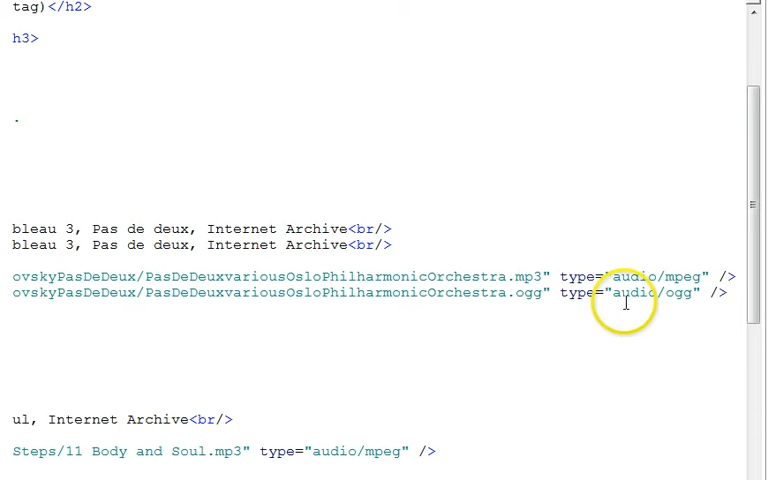 tag)</h2>
h3>
.
bleau 3, Pas de deux, Internet Archive<br/>
bleau 3, Pas de deux, Internet Archive<br/>
ovskyPasDeDeux/PasDeDeuxvariousOsloPhilharmonicOrchestra.mp3" type="audio/mpeg" />
ovskyPasDeDeux/PasDeDeuxvariousOsloPhilharmonicOrchestra.ogg" type="audio/ogg" />
ul, Internet Archive<br/>
Steps/11 Body and Soul.mp3" type="audio/mpeg" />